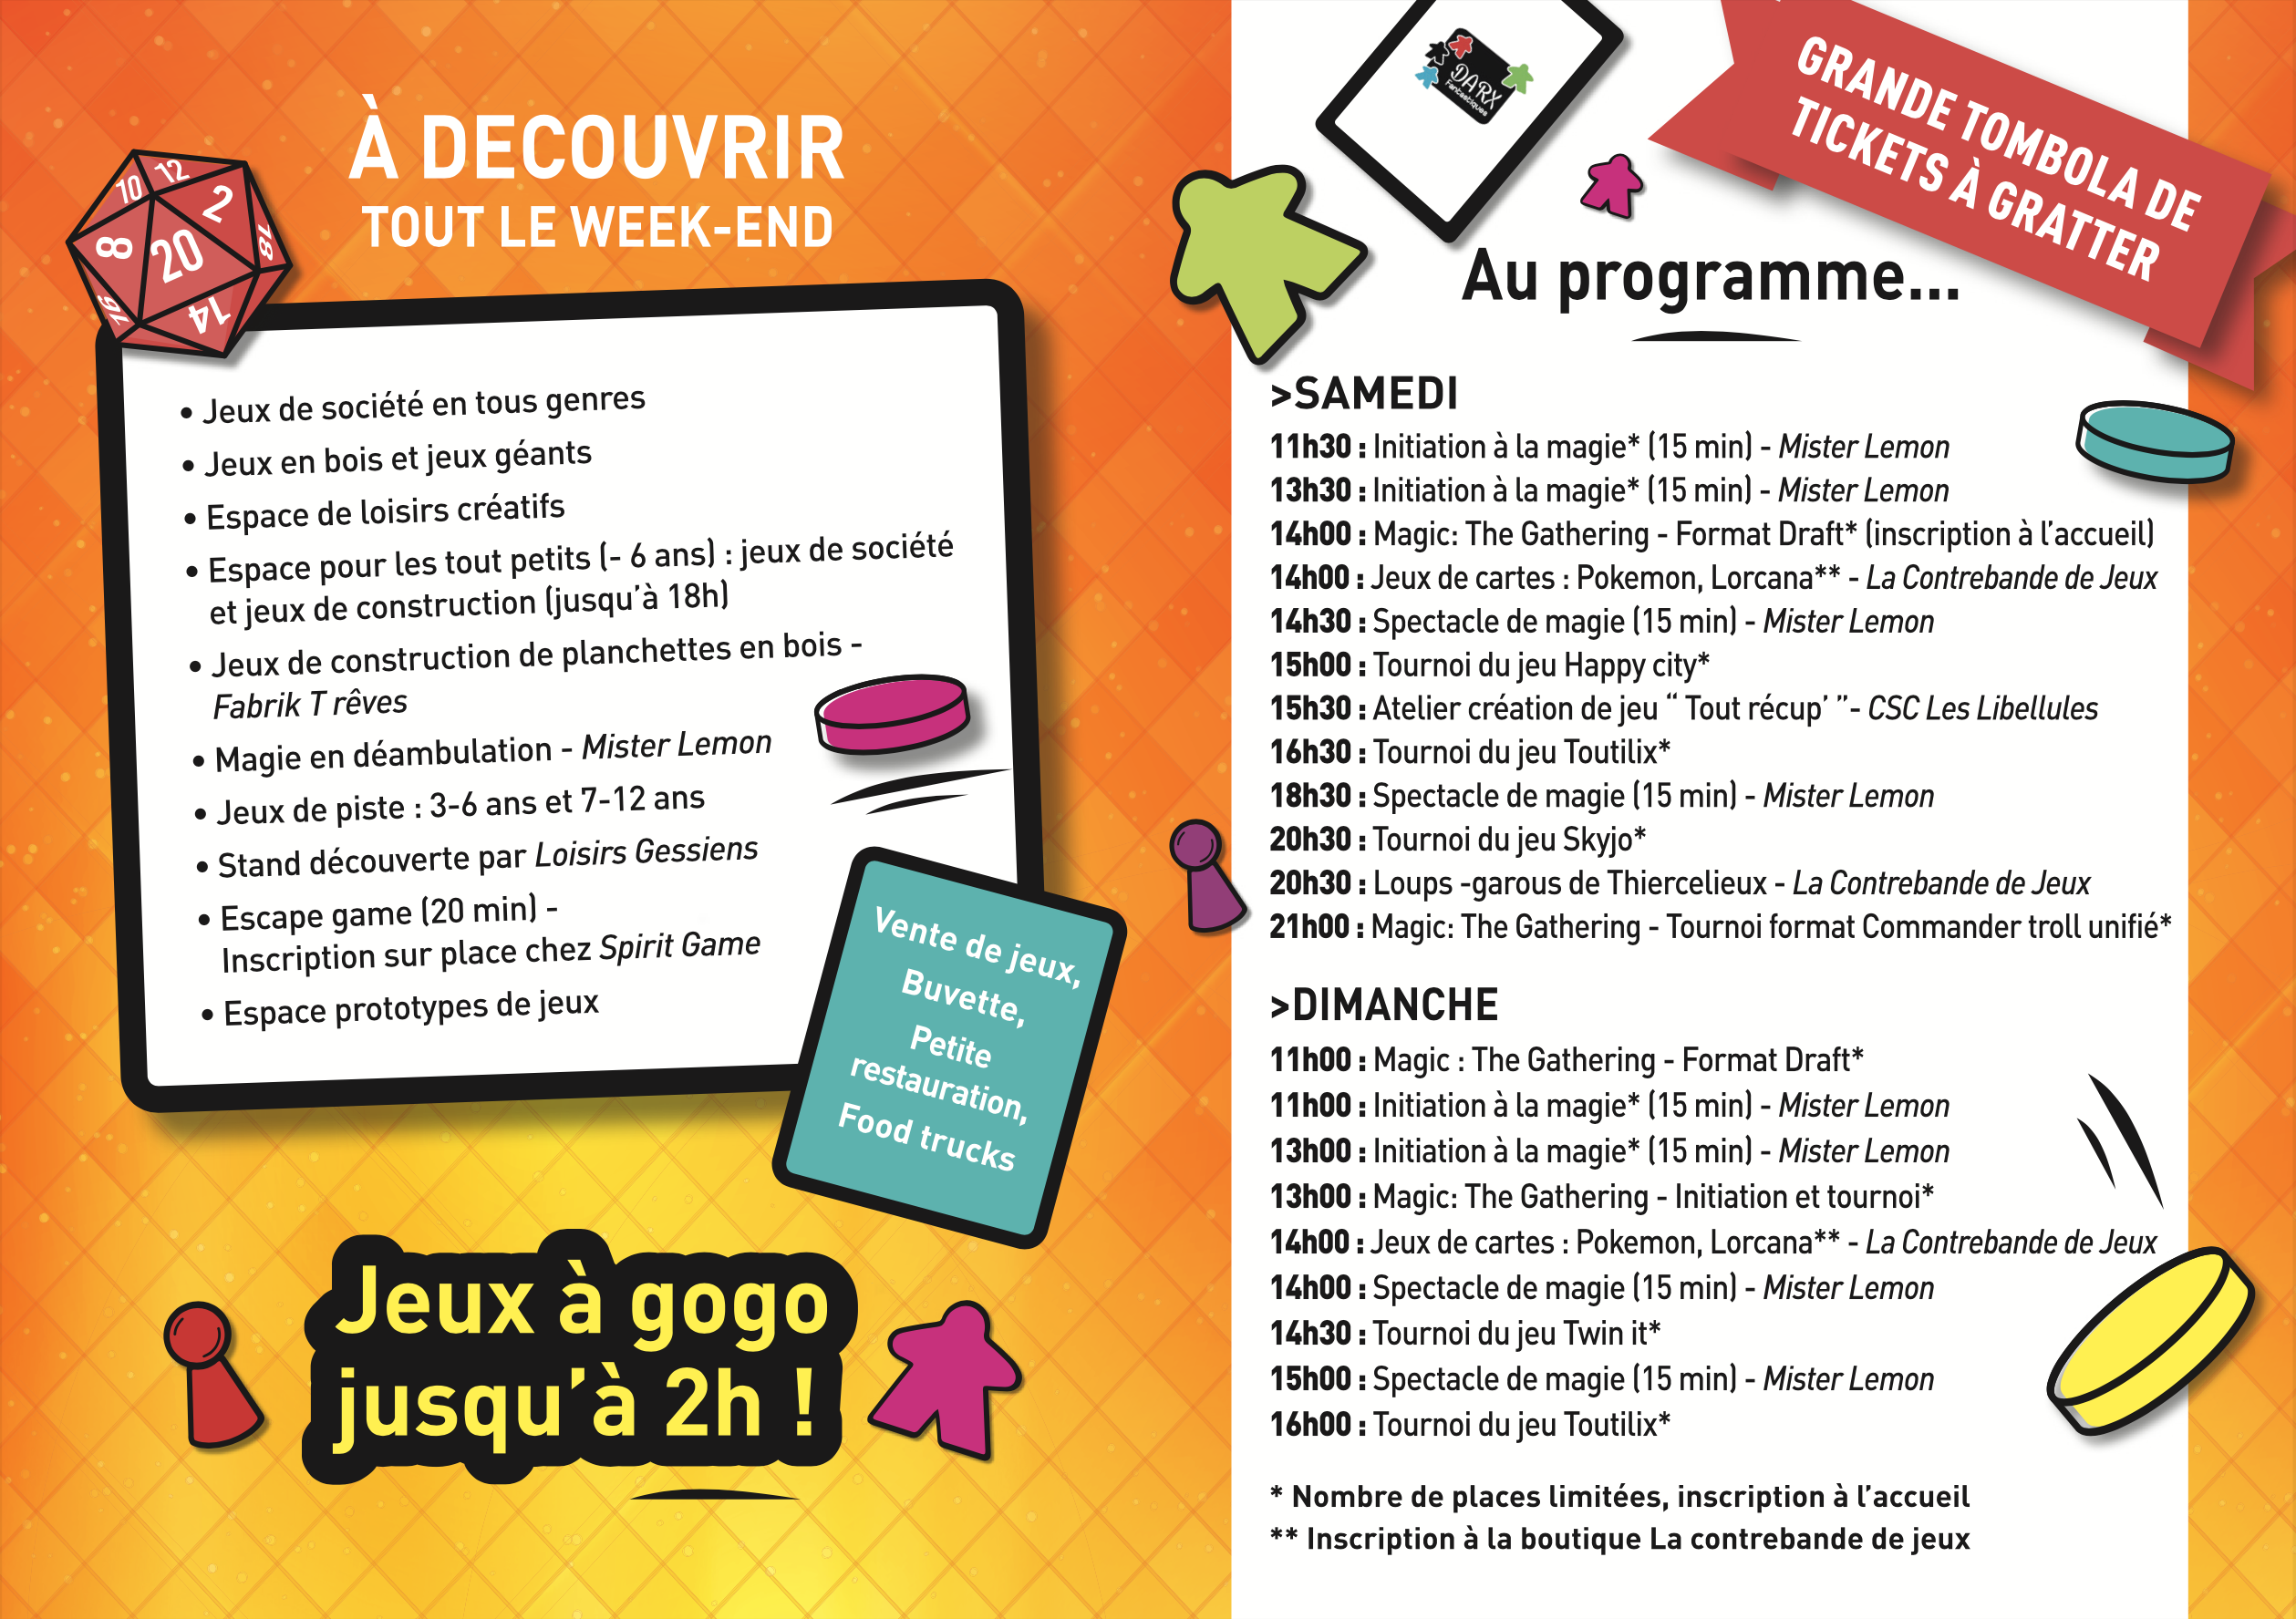 À DECOUVRIR
TOUT LE WEEK-END
10
12
2
18
8
20
16
14
• Jeux de société en tous genres
• Jeux en bois et jeux géants
• Espace de loisirs créatifs
• Espace pour les tout petits (- 6 ans) : jeux de société
et jeux de construction (jusqu’à 18h)
• Jeux de construction de planchettes en bois -
Fabrik T rêves
• Magie en déambulation - Mister Lemon
• Jeux de piste : 3-6 ans et 7-12 ans
• Stand découverte par Loisirs Gessiens
• Escape game (20 min) -
Inscription sur place chez Spirit Game
• Espace prototypes de jeux
Vente de jeux,
Buvette,
Petite
restauration,
Food trucks
Jeux à gogo
jusqu’à 2h !
DARX
Fantastiques
GRANDE TOMBOLA DE
TICKETS À GRATTER
Au programme...
>SAMEDI
11h30 : Initiation à la magie* (15 min) - Mister Lemon
13h30 : Initiation à la magie* (15 min) - Mister Lemon
14h00 : Magic: The Gathering - Format Draft* (inscription à l’accueil)
14h00 : Jeux de cartes : Pokemon, Lorcana** - La Contrebande de Jeux
14h30 : Spectacle de magie (15 min) - Mister Lemon
15h00 : Tournoi du jeu Happy city*
15h30 : Atelier création de jeu “ Tout récup’ ”- CSC Les Libellules
16h30 : Tournoi du jeu Toutilix*
18h30 : Spectacle de magie (15 min) - Mister Lemon
20h30 : Tournoi du jeu Skyjo*
20h30 : Loups -garous de Thiercelieux - La Contrebande de Jeux
21h00 : Magic: The Gathering - Tournoi format Commander troll unifié*
>DIMANCHE
11h00 : Magic : The Gathering - Format Draft*
11h00 : Initiation à la magie* (15 min) - Mister Lemon
13h00 : Initiation à la magie* (15 min) - Mister Lemon
13h00 : Magic: The Gathering - Initiation et tournoi*
14h00 : Jeux de cartes : Pokemon, Lorcana** - La Contrebande de Jeux
14h00 : Spectacle de magie (15 min) - Mister Lemon
14h30 : Tournoi du jeu Twin it*
15h00 : Spectacle de magie (15 min) - Mister Lemon
16h00 : Tournoi du jeu Toutilix*
* Nombre de places limitées, inscription à l’accueil
** Inscription à la boutique La contrebande de jeux